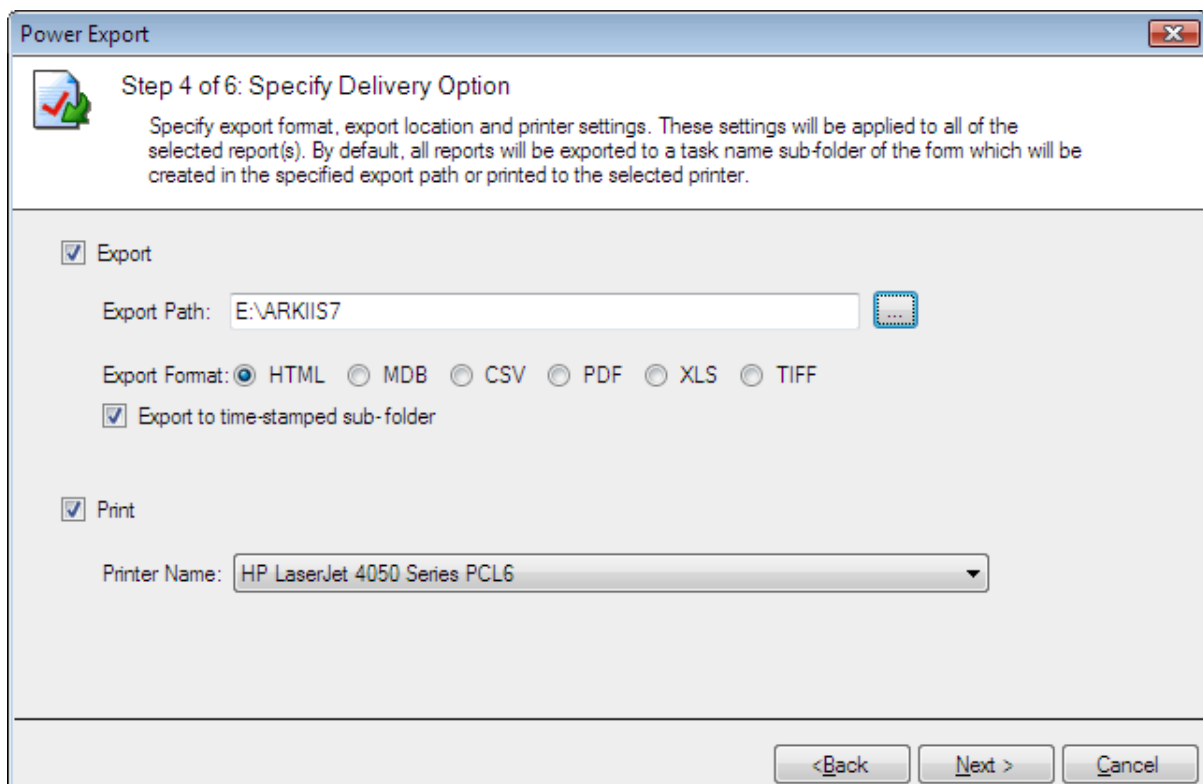 Power Export
Step 4 of 6: Specify Delivery Option
Specify export format, export location and printer settings. These settings will be applied to all of the
selected report(s). By default, all reports will be exported to a task name sub-folder of the form which will be
created in the specified export path or printed to the selected printer.
Export
Export Path: E:\ARKIIS7 ...
Export Format: HTML MDB CSV PDF XLS TIFF
Export to time-stamped sub-folder
Print
Printer Name: HP LaserJet 4050 Series PCL6
<Back Next > Cancel